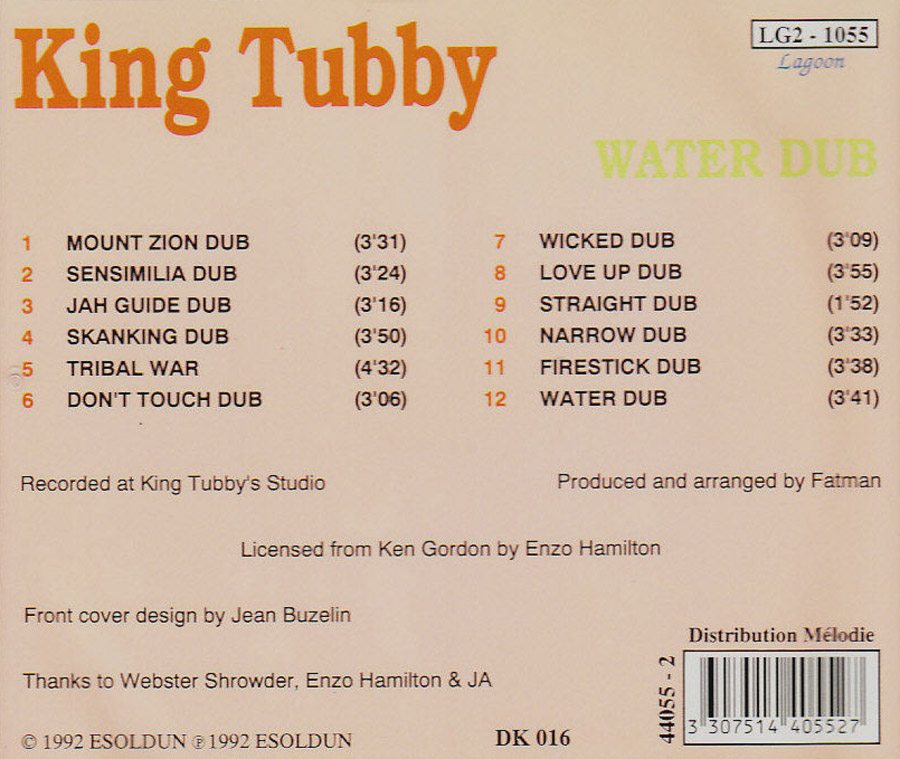 King Tubby
LG2 - 1055
Lagoon
WATER DUB
1 MOUNT ZION DUB (3'31)
2 SENSIMILIA DUB (3'24)
3 JAH GUIDE DUB (3'16)
4 SKANKING DUB (3'50)
5 TRIBAL WAR (4'32)
6 DON'T TOUCH DUB (3'06)
7 WICKED DUB (3'09)
8 LOVE UP DUB (3'55)
9 STRAIGHT DUB (1'52)
10 NARROW DUB (3'33)
11 FIRESTICK DUB (3'38)
12 WATER DUB (3'41)
Recorded at King Tubby's Studio
Produced and arranged by Fatman
Licensed from Ken Gordon by Enzo Hamilton
Front cover design by Jean Buzelin
Thanks to Webster Shrowder, Enzo Hamilton & JA
© 1992 ESOLDUN ℗ 1992 ESOLDUN
DK 016
Distribution Mélodie
44055 - 2
3 307514 405527